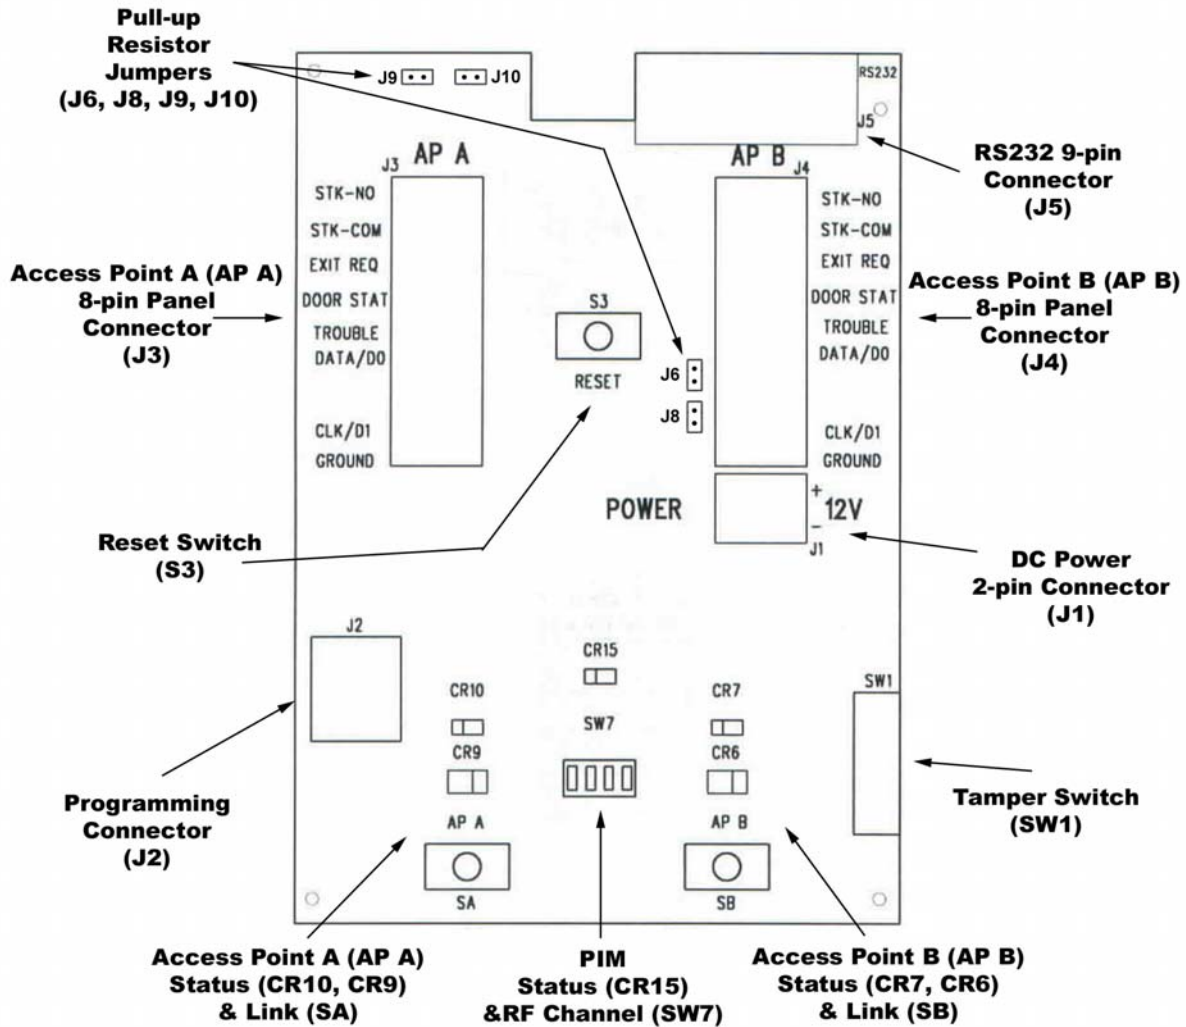 Pull-up
Resistor
Jumpers
(J6, J8, J9, J10)
J9
J10
RS232
J5
RS232 9-pin
Connector
(J5)
J3
AP A
STK-NO
STK-COM
EXIT REQ
DOOR STAT
TROUBLE
DATA/D0
CLK/D1
GROUND
AP B
J4
STK-NO
STK-COM
EXIT REQ
DOOR STAT
TROUBLE
DATA/D0
CLK/D1
GROUND
Access Point A (AP A)
8-pin Panel
Connector
(J3)
Access Point B (AP B)
8-pin Panel
Connector
(J4)
S3
RESET
J6
J8
POWER
+
12V
-
J1
Reset Switch
(S3)
DC Power
2-pin Connector
(J1)
J2
CR15
CR10
CR7
SW1
SW7
CR9
CR6
Programming
Connector
(J2)
Tamper Switch
(SW1)
AP A
AP B
SA
SB
Access Point A (AP A)
Status (CR10, CR9)
& Link (SA)
PIM
Status (CR15)
&RF Channel (SW7)
Access Point B (AP B)
Status (CR7, CR6)
& Link (SB)